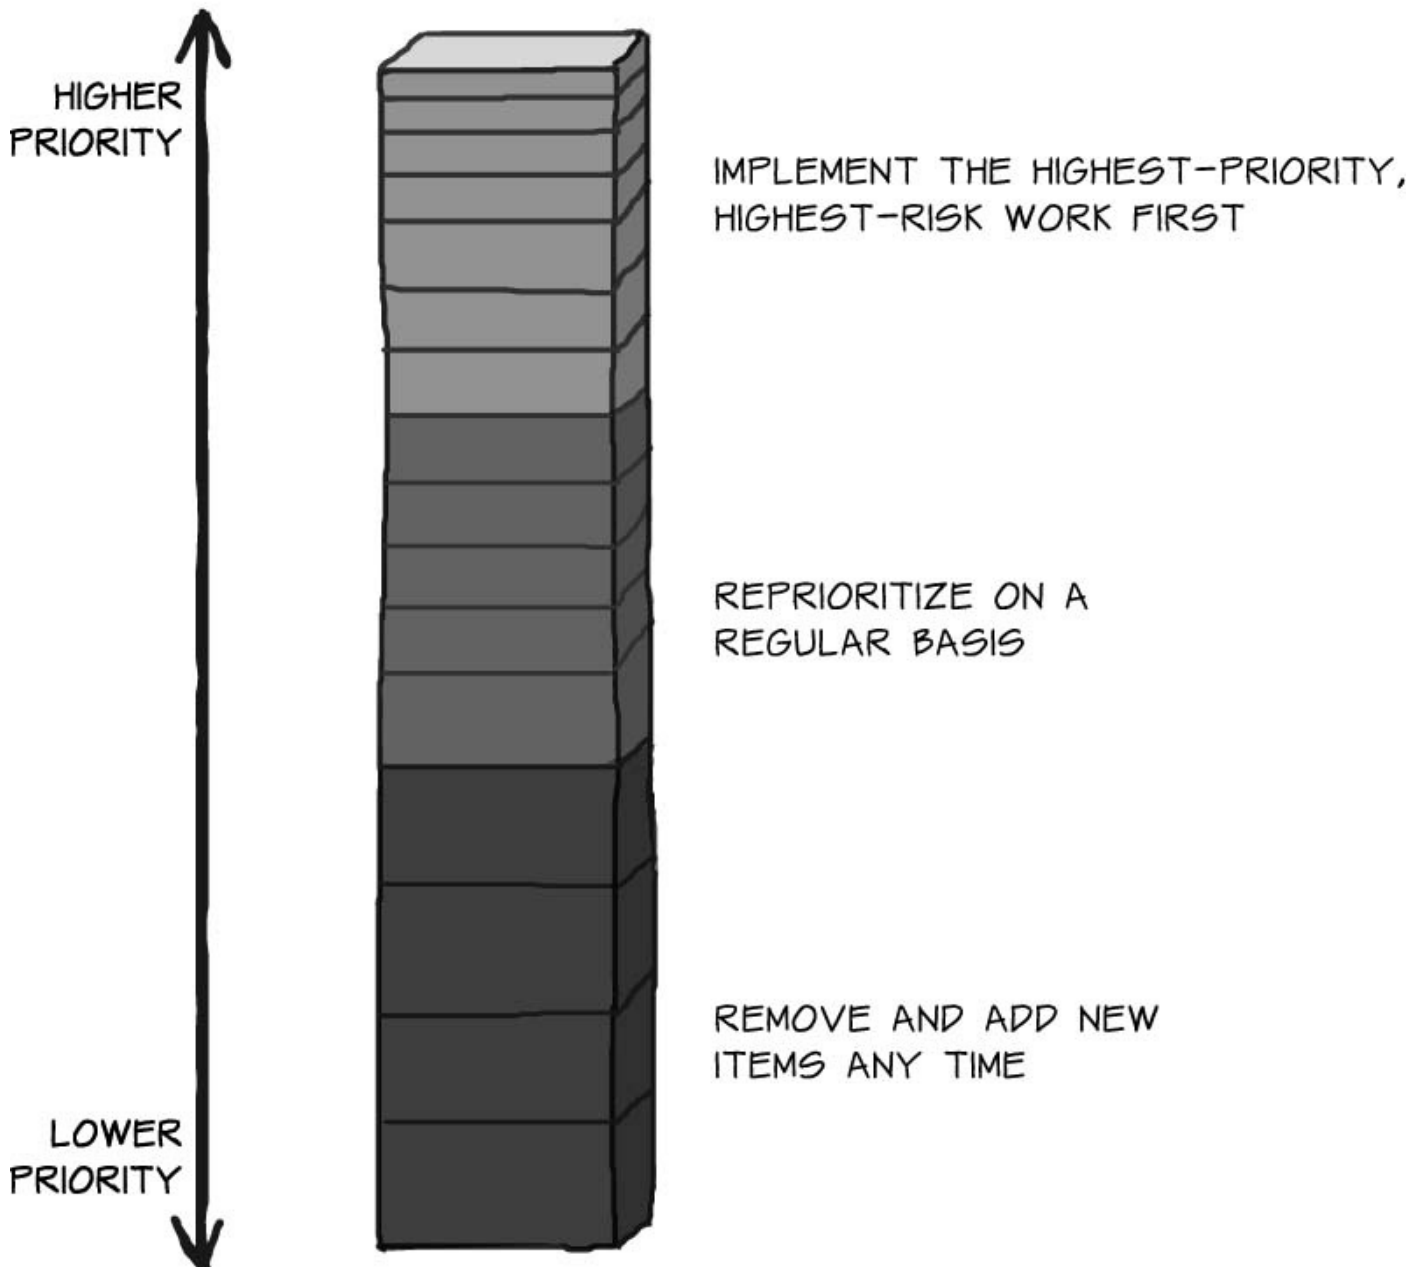 HIGHER
PRIORITY
IMPLEMENT THE HIGHEST-PRIORITY,
HIGHEST-RISK WORK FIRST
REPRIORITIZE ON A
REGULAR BASIS
REMOVE AND ADD NEW
ITEMS ANY TIME
LOWER
PRIORITY